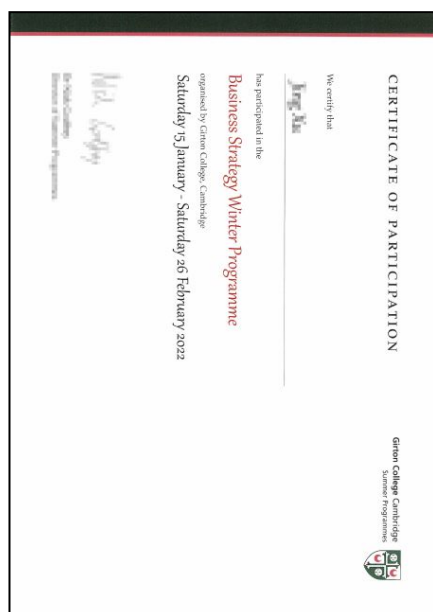 CERTIFICATE OF PARTICIPATION
Girton College Cambridge
Summer Programmes
We certify that
has participated in the
Business Strategy Winter Programme
organised by Girton College, Cambridge
Saturday 15 January - Saturday 26 February 2022